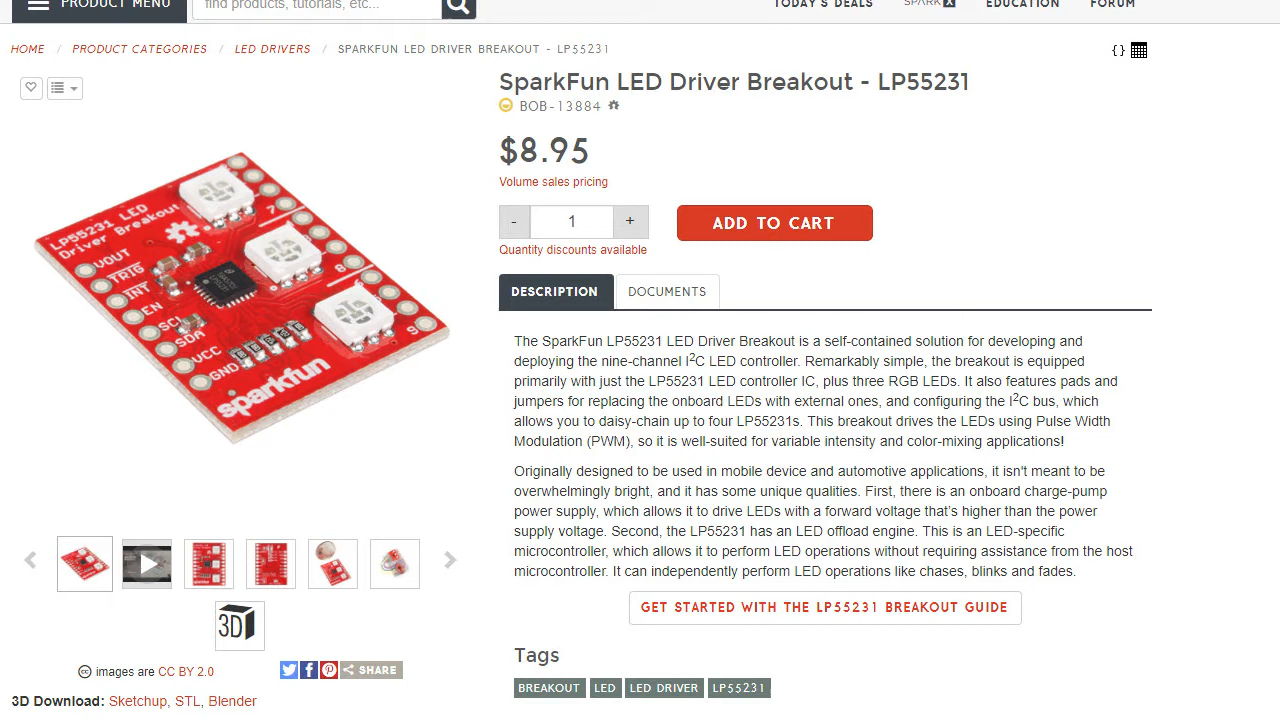 PRODUCT MENU
find products, tutorials, etc...
TODAY'S DEALS
SPARK X
EDUCATION
FORUM
HOME / PRODUCT CATEGORIES / LED DRIVERS / SPARKFUN LED DRIVER BREAKOUT - LP55231
{ }
SparkFun LED Driver Breakout - LP55231
BOB-13884
$8.95
Volume sales pricing
- 1 +
ADD TO CART
Quantity discounts available
DESCRIPTION
DOCUMENTS
LP55231 LED
Driver Breakout
VOUT
TRIG
INT
EN
SCL
SDA
VCC
GND
7
8
9
sparkfun
The SparkFun LP55231 LED Driver Breakout is a self-contained solution for developing and
deploying the nine-channel I2C LED controller. Remarkably simple, the breakout is equipped
primarily with just the LP55231 LED controller IC, plus three RGB LEDs. It also features pads and
jumpers for replacing the onboard LEDs with external ones, and configuring the I2C bus, which
allows you to daisy-chain up to four LP55231s. This breakout drives the LEDs using Pulse Width
Modulation (PWM), so it is well-suited for variable intensity and color-mixing applications!
Originally designed to be used in mobile device and automotive applications, it isn't meant to be
overwhelmingly bright, and it has some unique qualities. First, there is an onboard charge-pump
power supply, which allows it to drive LEDs with a forward voltage that's higher than the power
supply voltage. Second, the LP55231 has an LED offload engine. This is an LED-specific
microcontroller, which allows it to perform LED operations without requiring assistance from the host
microcontroller. It can independently perform LED operations like chases, blinks and fades.
GET STARTED WITH THE LP55231 BREAKOUT GUIDE
3D
cc images are CC BY 2.0
SHARE
3D Download: Sketchup, STL, Blender
Tags
BREAKOUT LED LED DRIVER LP55231